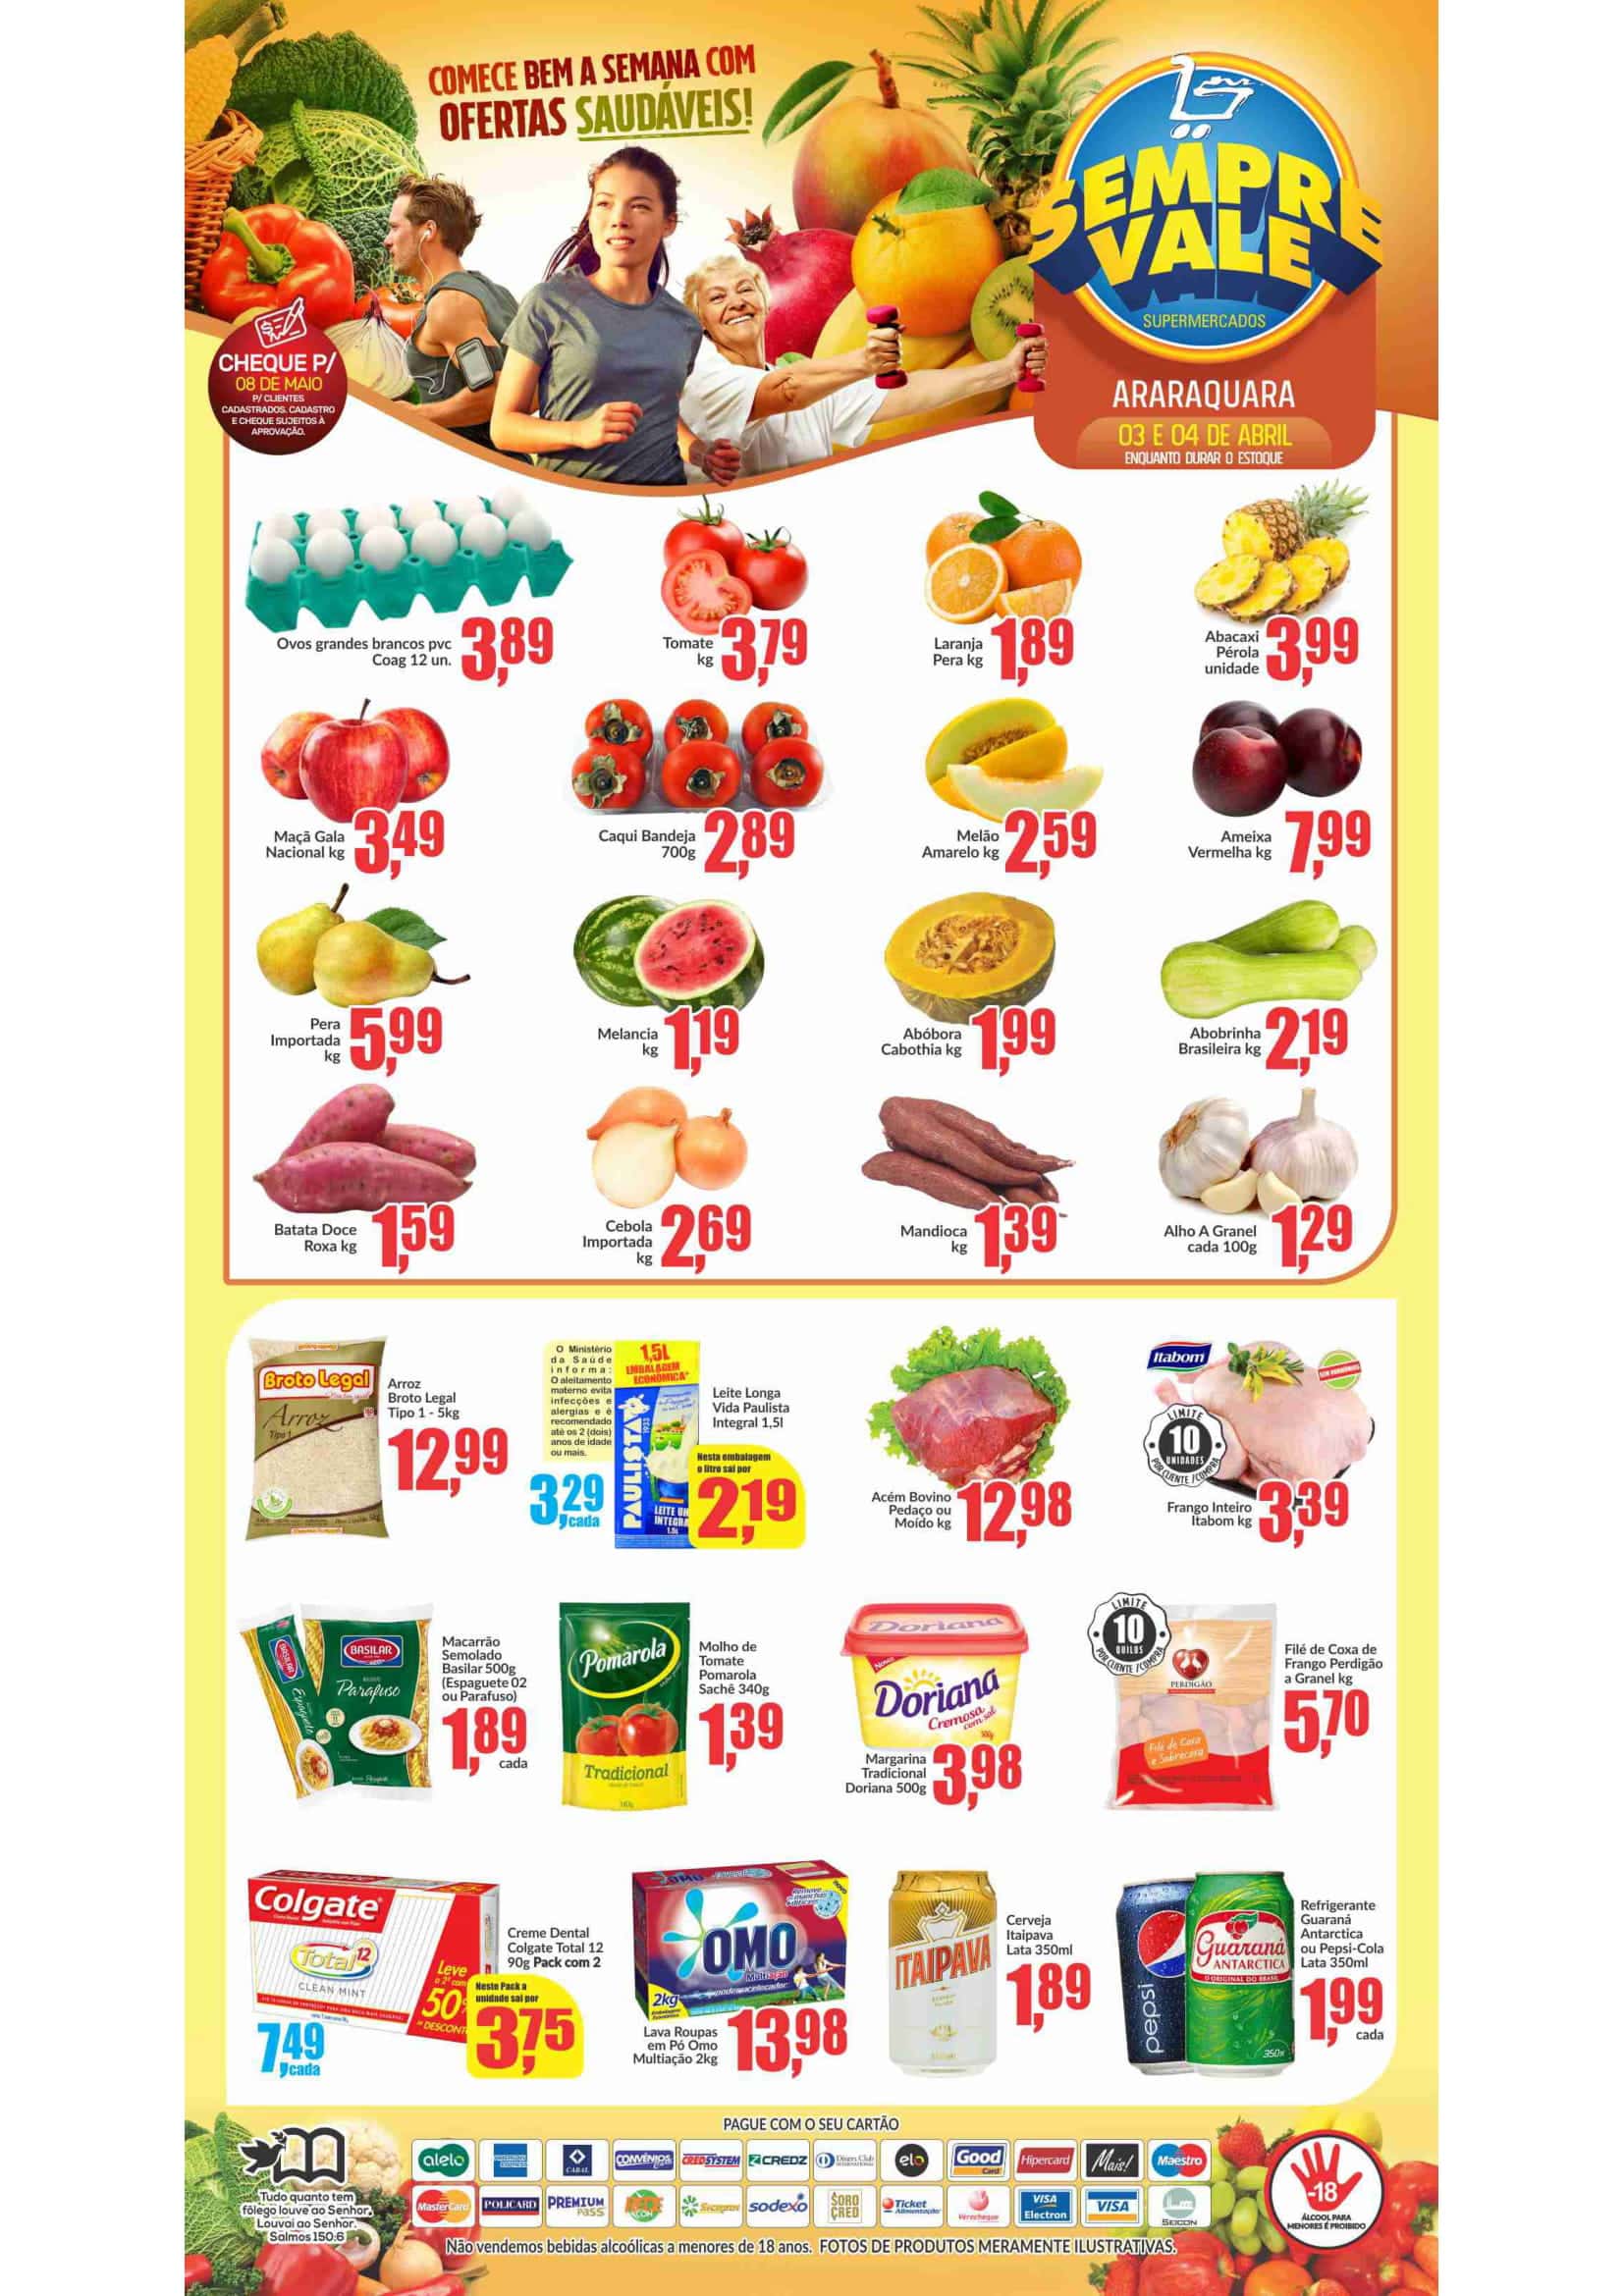 COMECE BEM A SEMANA COM
OFERTAS SAUDÁVEIS!
SEMPRE
VALE
SUPERMERCADOS
ARARAQUARA
03 E 04 DE ABRIL
ENQUANTO DURAR O ESTOQUE
CHEQUE P/
08 DE MAIO
P/ CLIENTES
CADASTRADOS. CADASTRO
E CHEQUE SUJEITOS À
APROVAÇÃO.
Ovos grandes brancos pvc
Coag 12 un.
3,89
Tomate
kg
3,79
Laranja
Pera kg
1,89
Abacaxi
Pérola
unidade
3,99
Maçã Gala
Nacional kg
3,49
Caqui Bandeja
700g
2,89
Melão
Amarelo kg
2,59
Ameixa
Vermelha kg
7,99
Pera
Importada
kg
5,99
Melancia
kg
1,19
Abóbora
Cabothia kg
1,99
Abobrinha
Brasileira kg
2,19
Batata Doce
Roxa kg
1,59
Cebola
Importada
kg
2,69
Mandioca
kg
1,39
Alho A Granel
cada 100g
1,29
Broto Legal
Arroz
Tipo 1
Arroz
Broto Legal
Tipo 1 - 5kg
12,99
O Ministério
da Saúde
informa:
O aleitamento
materno evita
infecções e
alergias e é
recomendado
até os 2 (dois)
anos de idade
ou mais.
3,29
cada
1,5L
EMBALAGEM
ECONÔMICA*
PAULISTA
1933
LEITE UH
INTEGRA
1.5L
Leite Longa
Vida Paulista
Integral 1,5l
Nesta embalagem
o litro sai por
2,19
Acém Bovino
Pedaço ou
Moído kg
12,98
Itabom
LIMITE
10
UNIDADES
POR CLIENTE/COMPRA
Frango Inteiro
Itabom kg
3,39
BASILAR
Espaguete
BASILAR
Parafuso
Macarrão
Semolado
Basilar 500g
(Espaguete 02
ou Parafuso)
1,89
cada
Pomarola
Tradicional
340g
Molho de
Tomate
Pomarola
Sachê 340g
1,39
Doriana
Novo
Doriana
Cremosa
com sal
500g
Margarina
Tradicional
Doriana 500g
3,98
LIMITE
10
QUILOS
POR CLIENTE/COMPRA
PERDIGÃO
Filé de Coxa
e Sobrecoxa
Filé de Coxa de
Frango Perdigão
a Granel kg
5,70
Colgate
Total 12
CLEAN MINT
Leve
o 2º com
50%
DESCONT
7,49
cada
Creme Dental
Colgate Total 12
90g Pack com 2
Neste Pack a
unidade sai por
3,75
OMO
Multiação
2kg
Lava Roupas
em Pó Omo
Multiação 2kg
13,98
ITAIPAVA
Cerveja
Itaipava
Lata 350ml
1,89
pepsi
Guaraná
ANTARCTICA
O ORIGINAL DO BRASIL
350ml
Refrigerante
Guaraná
Antarctica
ou Pepsi-Cola
Lata 350ml
1,99
cada
Tudo quanto tem
fôlego louve ao Senhor.
Louvai ao Senhor.
Salmos 150:6
PAGUE COM O SEU CARTÃO
alelo
CABAL
CONVÊNIOS
CREDSYSTEM
CREDZ
Diners Club
INTERNATIONAL
elo
Good
Card
Hipercard
Mais!
Maestro
MasterCard
POLICARD
PREMIUM
PASS
Sicopres
sodexo
SORO
CRED
Ticket
Alimentação
Verocheque
VISA
Electron
VISA
SEICON
-18
ÁLCOOL PARA
MENORES É PROIBIDO
Não vendemos bebidas alcoólicas a menores de 18 anos. FOTOS DE PRODUTOS MERAMENTE ILUSTRATIVAS.